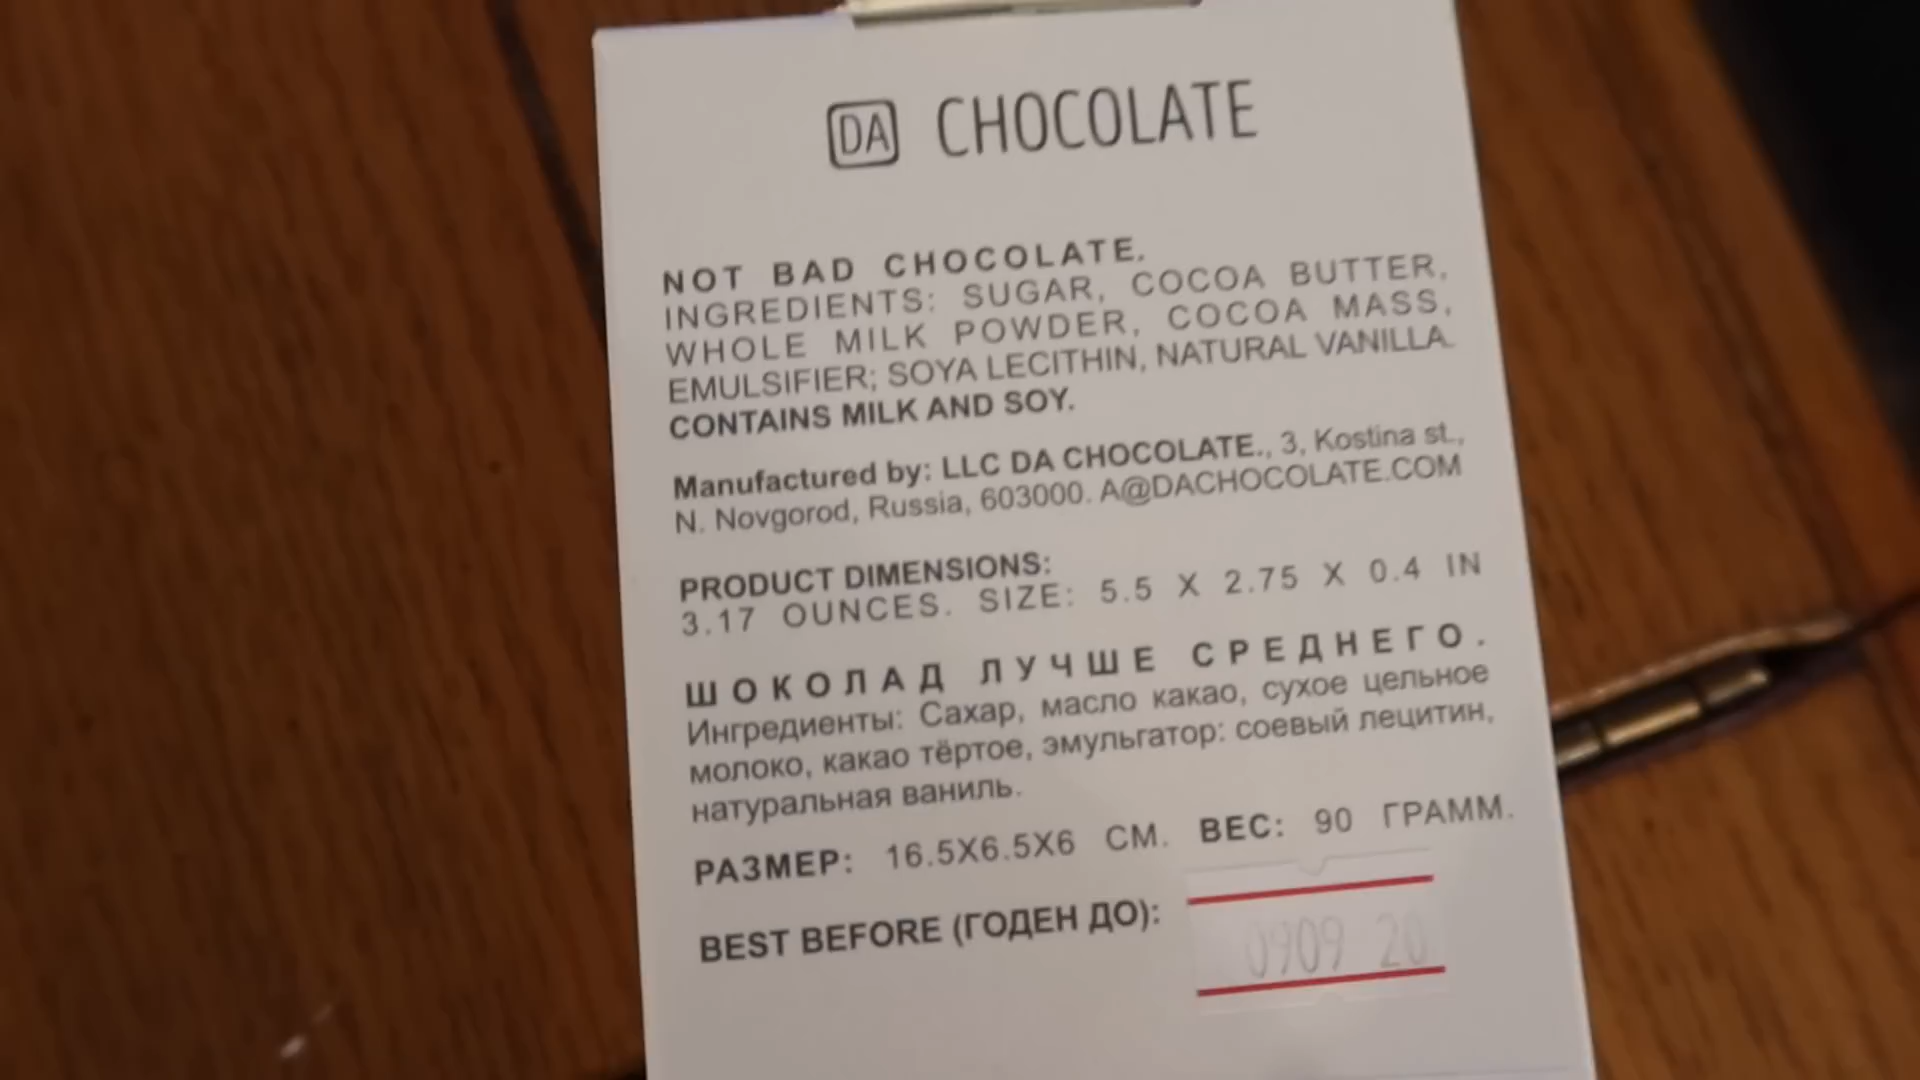 DA CHOCOLATE
NOT BAD CHOCOLATE.
INGREDIENTS: SUGAR, COCOA BUTTER,
WHOLE MILK POWDER, COCOA MASS,
EMULSIFIER; SOYA LECITHIN, NATURAL VANILLA.
CONTAINS MILK AND SOY.
Manufactured by: LLC DA CHOCOLATE., 3, Kostina st.,
N. Novgorod, Russia, 603000. A@DACHOCOLATE.COM
PRODUCT DIMENSIONS:
3.17 OUNCES. SIZE: 5.5 X 2.75 X 0.4 IN
ШОКОЛАД ЛУЧШЕ СРЕДНЕГО.
Ингредиенты: Сахар, масло какао, сухое цельное
молоко, какао тёртое, эмульгатор: соевый лецитин,
натуральная ваниль.
РАЗМЕР: 16.5X6.5X6 СМ. ВЕС: 90 ГРАММ.
BEST BEFORE (ГОДЕН ДО): 0909 20